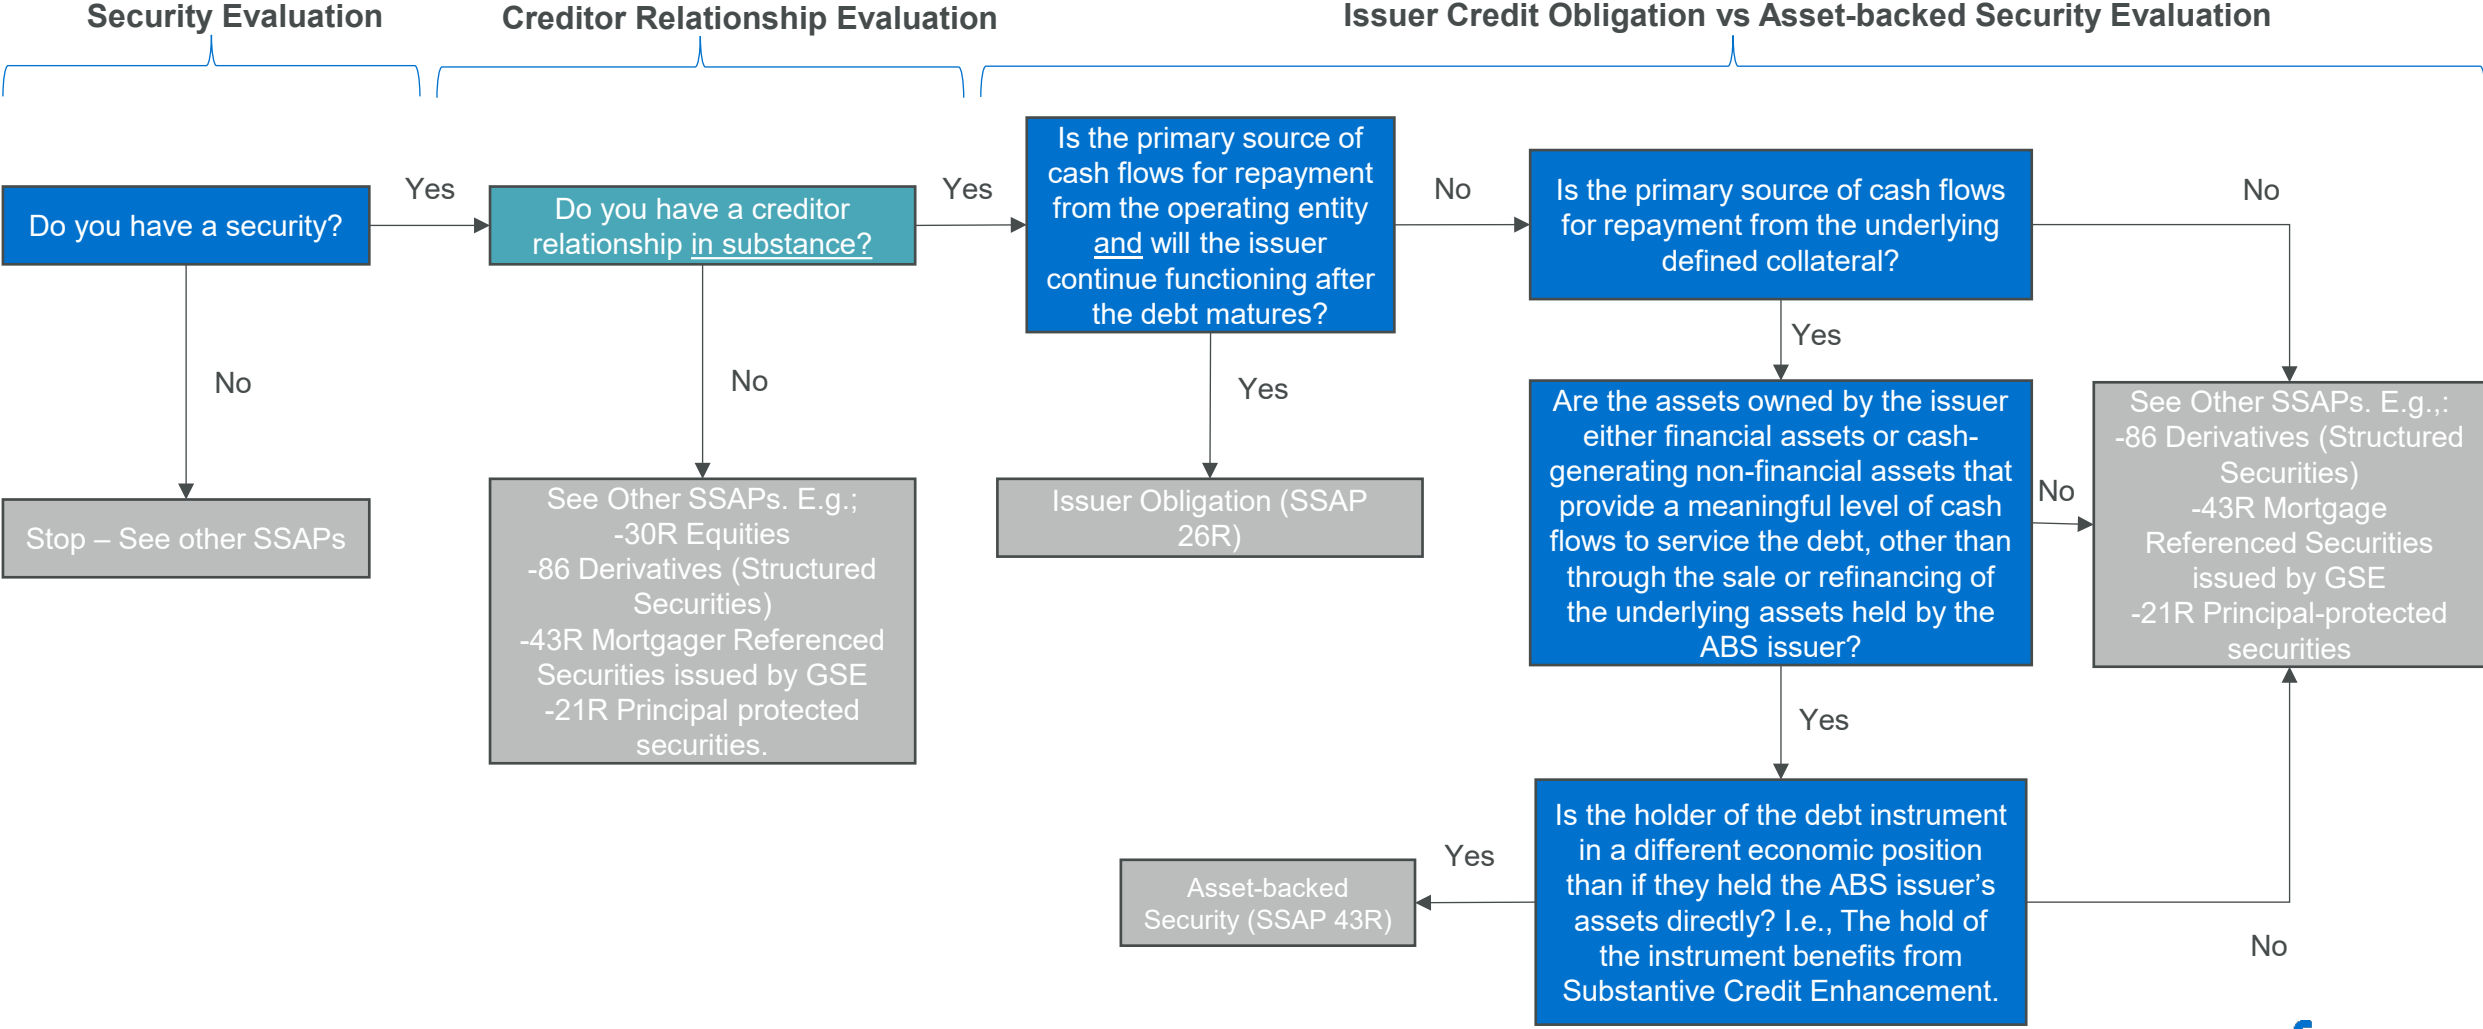 Security Evaluation
Creditor Relationship Evaluation
Issuer Credit Obligation vs Asset-backed Security Evaluation
Do you have a security?
Yes
No
Stop – See other SSAPs
Do you have a creditor
relationship in substance?
Yes
No
See Other SSAPs. E.g.;
-30R Equities
-86 Derivatives (Structured
Securities)
-43R Mortgager Referenced
Securities issued by GSE
-21R Principal protected
securities.
Is the primary source of
cash flows for repayment
from the operating entity
and will the issuer
continue functioning after
the debt matures?
No
Yes
Issuer Obligation (SSAP
26R)
Is the primary source of cash flows
for repayment from the underlying
defined collateral?
No
Yes
Are the assets owned by the issuer
either financial assets or cash-
generating non-financial assets that
provide a meaningful level of cash
flows to service the debt, other than
through the sale or refinancing of
the underlying assets held by the
ABS issuer?
No
Yes
See Other SSAPs. E.g.,:
-86 Derivatives (Structured
Securities)
-43R Mortgage
Referenced Securities
issued by GSE
-21R Principal-protected
securities
Is the holder of the debt instrument
in a different economic position
than if they held the ABS issuer’s
assets directly? I.e., The hold of
the instrument benefits from
Substantive Credit Enhancement.
Yes
No
Asset-backed
Security (SSAP 43R)